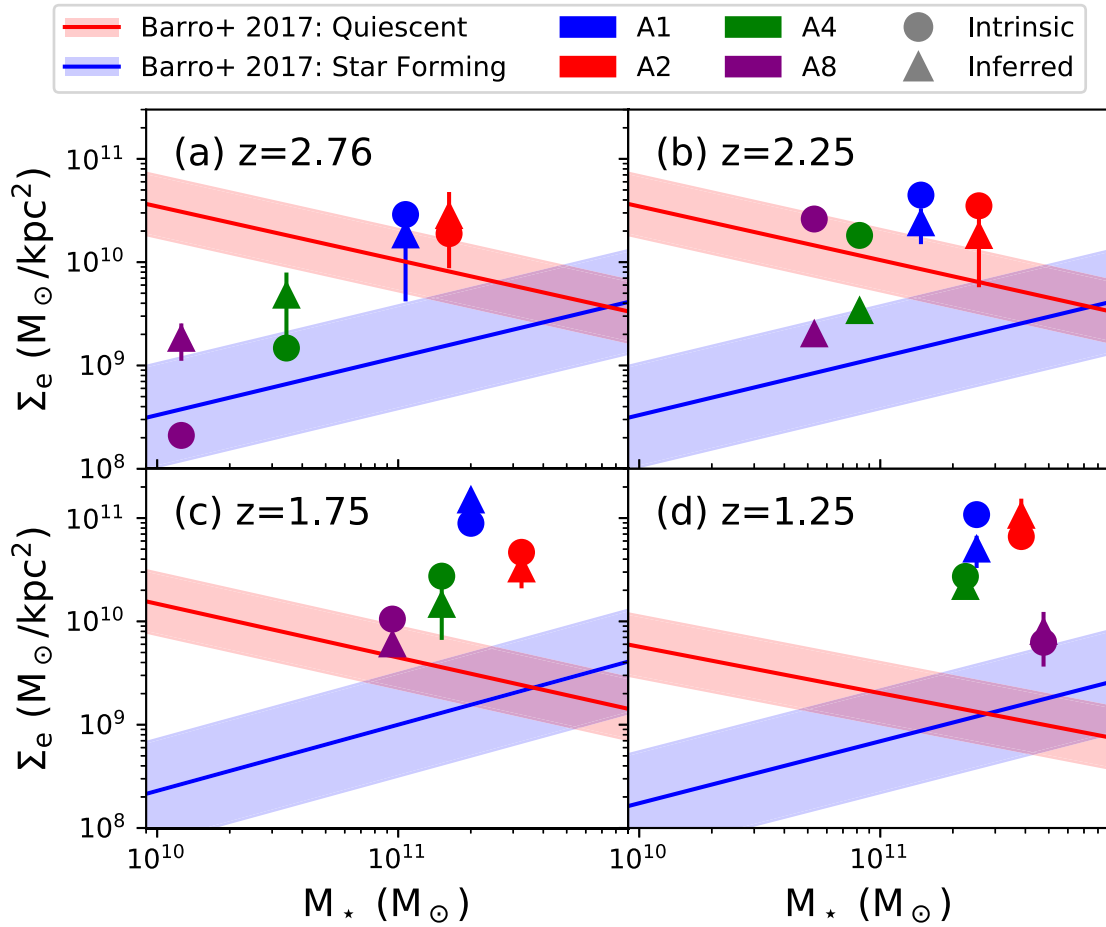 Barro+ 2017: Quiescent A1 A4 Intrinsic
Barro+ 2017: Star Forming A2 A8 Inferred
(a) z=2.76 (b) z=2.25
10¹¹
10¹⁰
10⁹
10⁸
Σₑ (M⊙/kpc²)
(c) z=1.75 (d) z=1.25
10¹¹
10¹⁰
10⁹
10⁸
Σₑ (M⊙/kpc²)
10¹⁰ 10¹¹ 10¹⁰ 10¹¹
M⋆ (M⊙) M⋆ (M⊙)